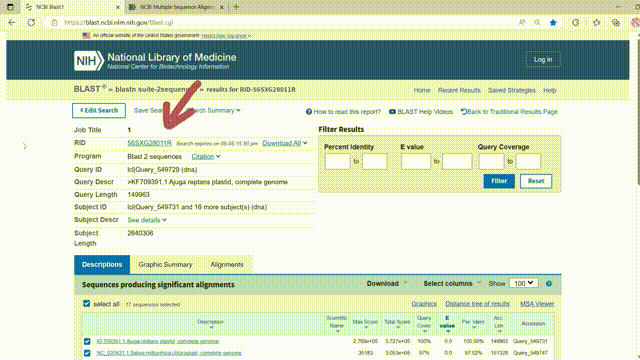 NCBI Blast:1
NCBI Multiple Sequence Alignm
https://blast.ncbi.nlm.nih.gov/Blast.cgi
An official website of the United States government Here's how you know
NIH National Library of Medicine
National Center for Biotechnology Information
Log in
BLAST ® » blastn suite-2sequences » results for RID-56SXG28011R
Home Recent Results Saved Strategies Help
Edit Search Save Search Search Summary
How to read this report? BLAST Help Videos Back to Traditional Results Page
Job Title 1
RID 56SXG28011R Search expires on 05-05 15:50 pm Download All
Program Blast 2 sequences Citation
Query ID lcl|Query_549729 (dna)
Query Descr >KF709391.1 Ajuga reptans plastid, complete genome
Query Length 149963
Subject ID lcl|Query_549731 and 16 more subject(s) (dna)
Subject Descr See details
Subject Length 2640306
Filter Results
Percent Identity E value Query Coverage
to to to
Filter Reset
Descriptions Graphic Summary Alignments
Sequences producing significant alignments Download Select columns Show 100
select all 17 sequences selected Graphics Distance tree of results MSA Viewer
Description Scientific Name Max Score Total Score Query Cover E value Per. Ident Acc. Len Accession
KF709391.1 Ajuga reptans plastid, complete genome 2.769e+05 3.727e+05 100% 0.0 100.00% 149963 Query_549731
NC_020431.1 Salvia miltiorrhiza chloroplast, complete genome 35183 3.053e+05 97% 0.0 97.52% 151328 Query_549747